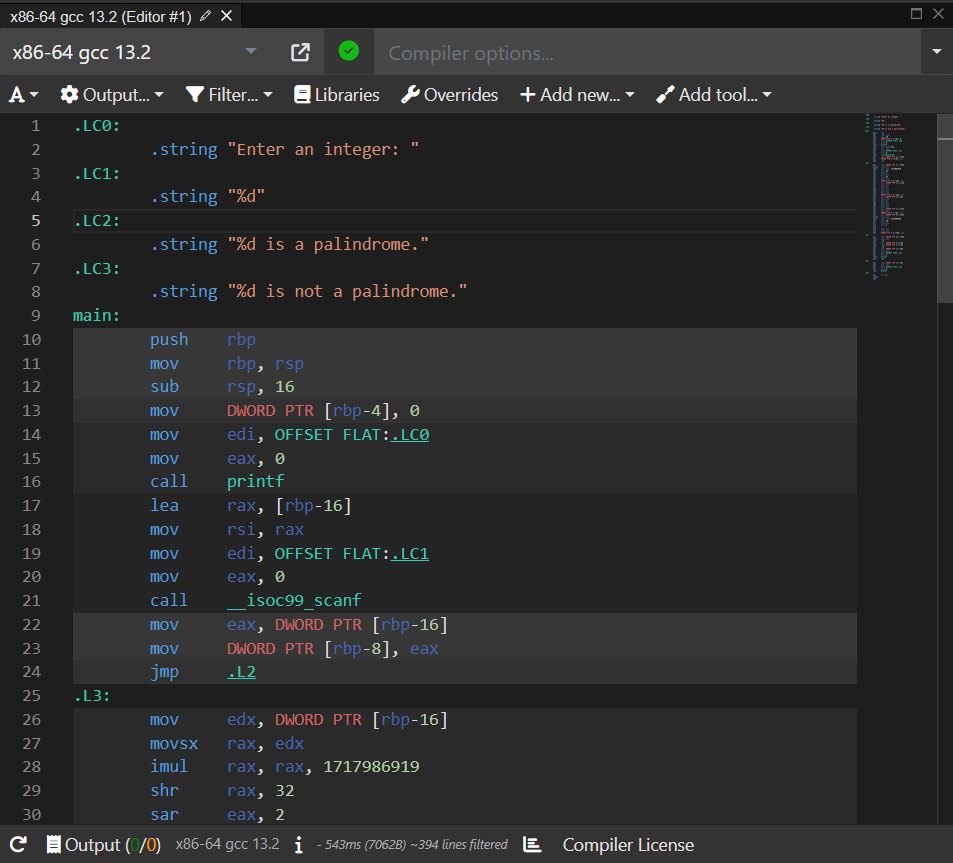 x86-64 gcc 13.2 (Editor #1)
x86-64 gcc 13.2 Compiler options...
A Output... Filter... Libraries Overrides Add new... Add tool...
1 .LC0:
2 .string "Enter an integer: "
3 .LC1:
4 .string "%d"
5 .LC2:
6 .string "%d is a palindrome."
7 .LC3:
8 .string "%d is not a palindrome."
9 main:
10 push rbp
11 mov rbp, rsp
12 sub rsp, 16
13 mov DWORD PTR [rbp-4], 0
14 mov edi, OFFSET FLAT:.LC0
15 mov eax, 0
16 call printf
17 lea rax, [rbp-16]
18 mov rsi, rax
19 mov edi, OFFSET FLAT:.LC1
20 mov eax, 0
21 call __isoc99_scanf
22 mov eax, DWORD PTR [rbp-16]
23 mov DWORD PTR [rbp-8], eax
24 jmp .L2
25 .L3:
26 mov edx, DWORD PTR [rbp-16]
27 movsx rax, edx
28 imul rax, rax, 1717986919
29 shr rax, 32
30 sar eax, 2
Output (0/0) x86-64 gcc 13.2 i - 543ms (7062B) ~394 lines filtered Compiler License